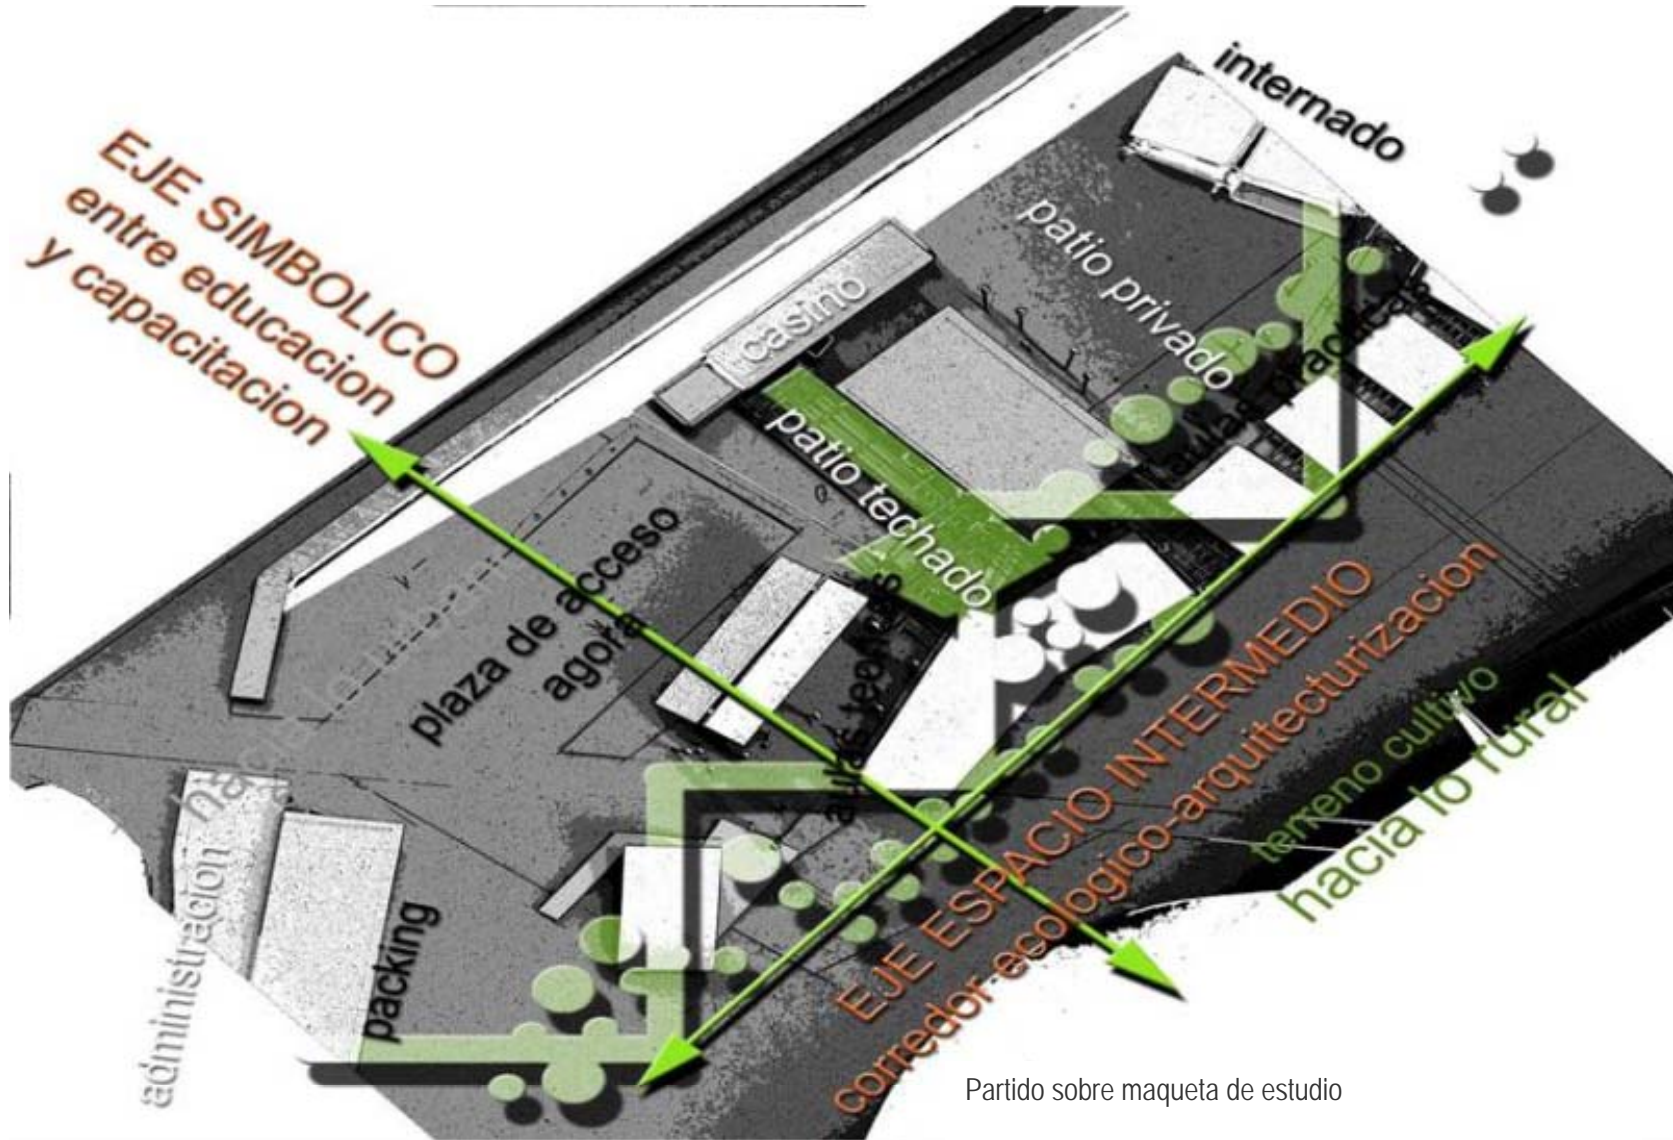 internado
EJE SIMBOLICO
entre educacion
y capacitacion
patio privado
casino
patio techado
plaza de acceso
agora
EJE ESPACIO INTERMEDIO
corredor ecologico-arquitecturizacion
terreno cultivo
hacia lo rural
administracion
packing
Partido sobre maqueta de estudio